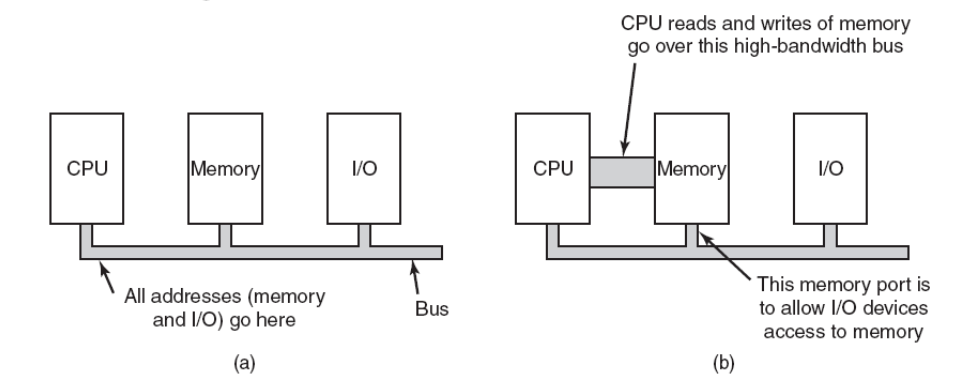 CPU reads and writes of memory
go over this high-bandwidth bus
CPU
Memory
I/O
CPU
Memory
I/O
All addresses (memory
and I/O) go here
Bus
This memory port is
to allow I/O devices
access to memory
(a)
(b)